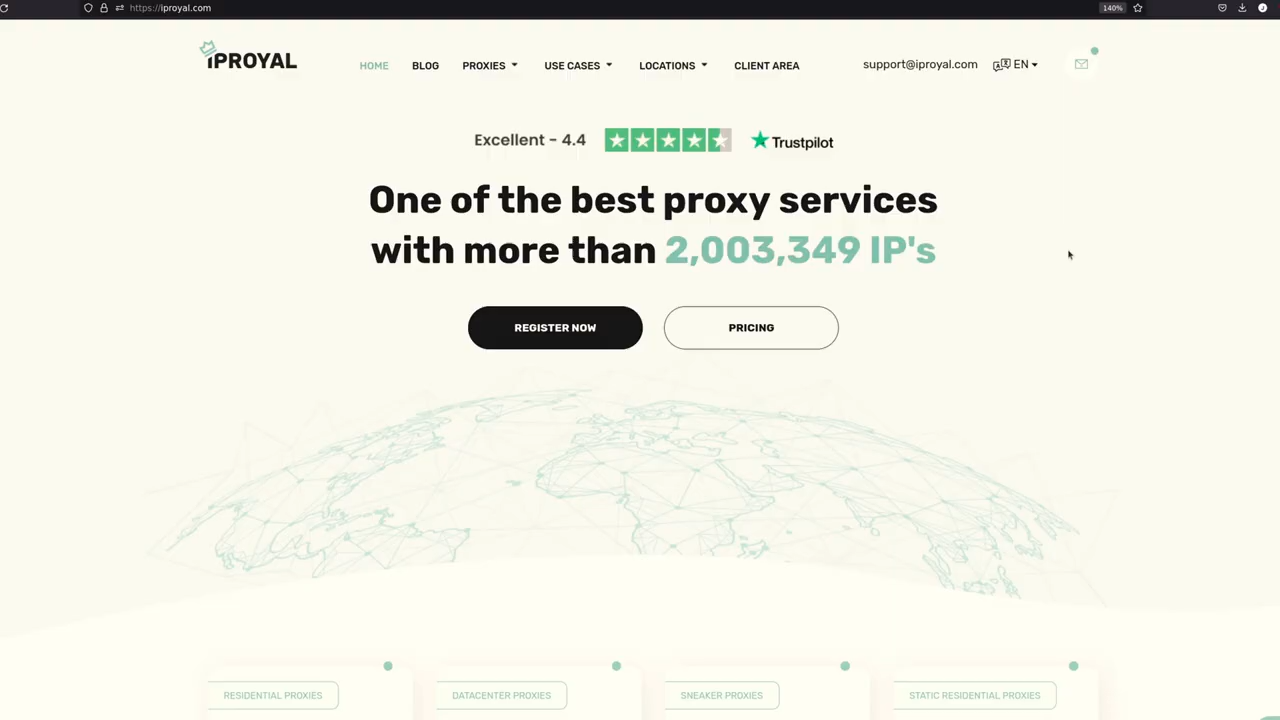 https://iproyal.com
140%
iPROYAL
HOME BLOG PROXIES USE CASES LOCATIONS CLIENT AREA support@iproyal.com EN
Excellent - 4.4 Trustpilot
One of the best proxy services
with more than 2,003,349 IP's
REGISTER NOW PRICING
RESIDENTIAL PROXIES DATACENTER PROXIES SNEAKER PROXIES STATIC RESIDENTIAL PROXIES